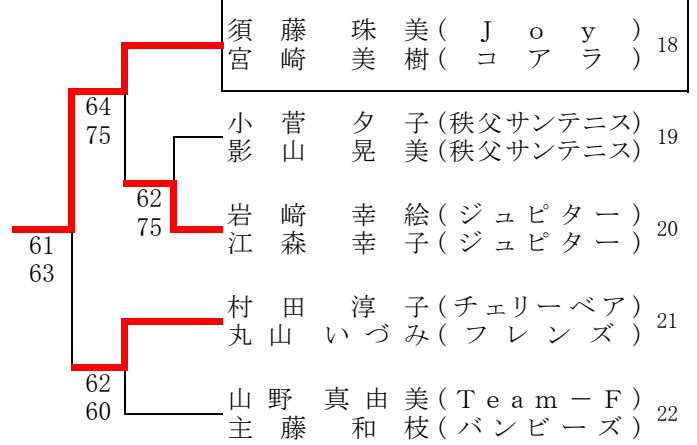 須藤 珠美(Joy)
宮崎 美樹(コアラ)
18
64
75
小菅 夕子(秩父サンテニス)
影山 晃美(秩父サンテニス)
19
62
75
岩﨑 幸絵(ジュピター)
江森 幸子(ジュピター)
20
61
63
村田 淳子(チェリーベア)
丸山 いづみ(フレンズ)
21
62
60
山野 真由美(Team-F)
主藤 和枝(バンビーズ)
22